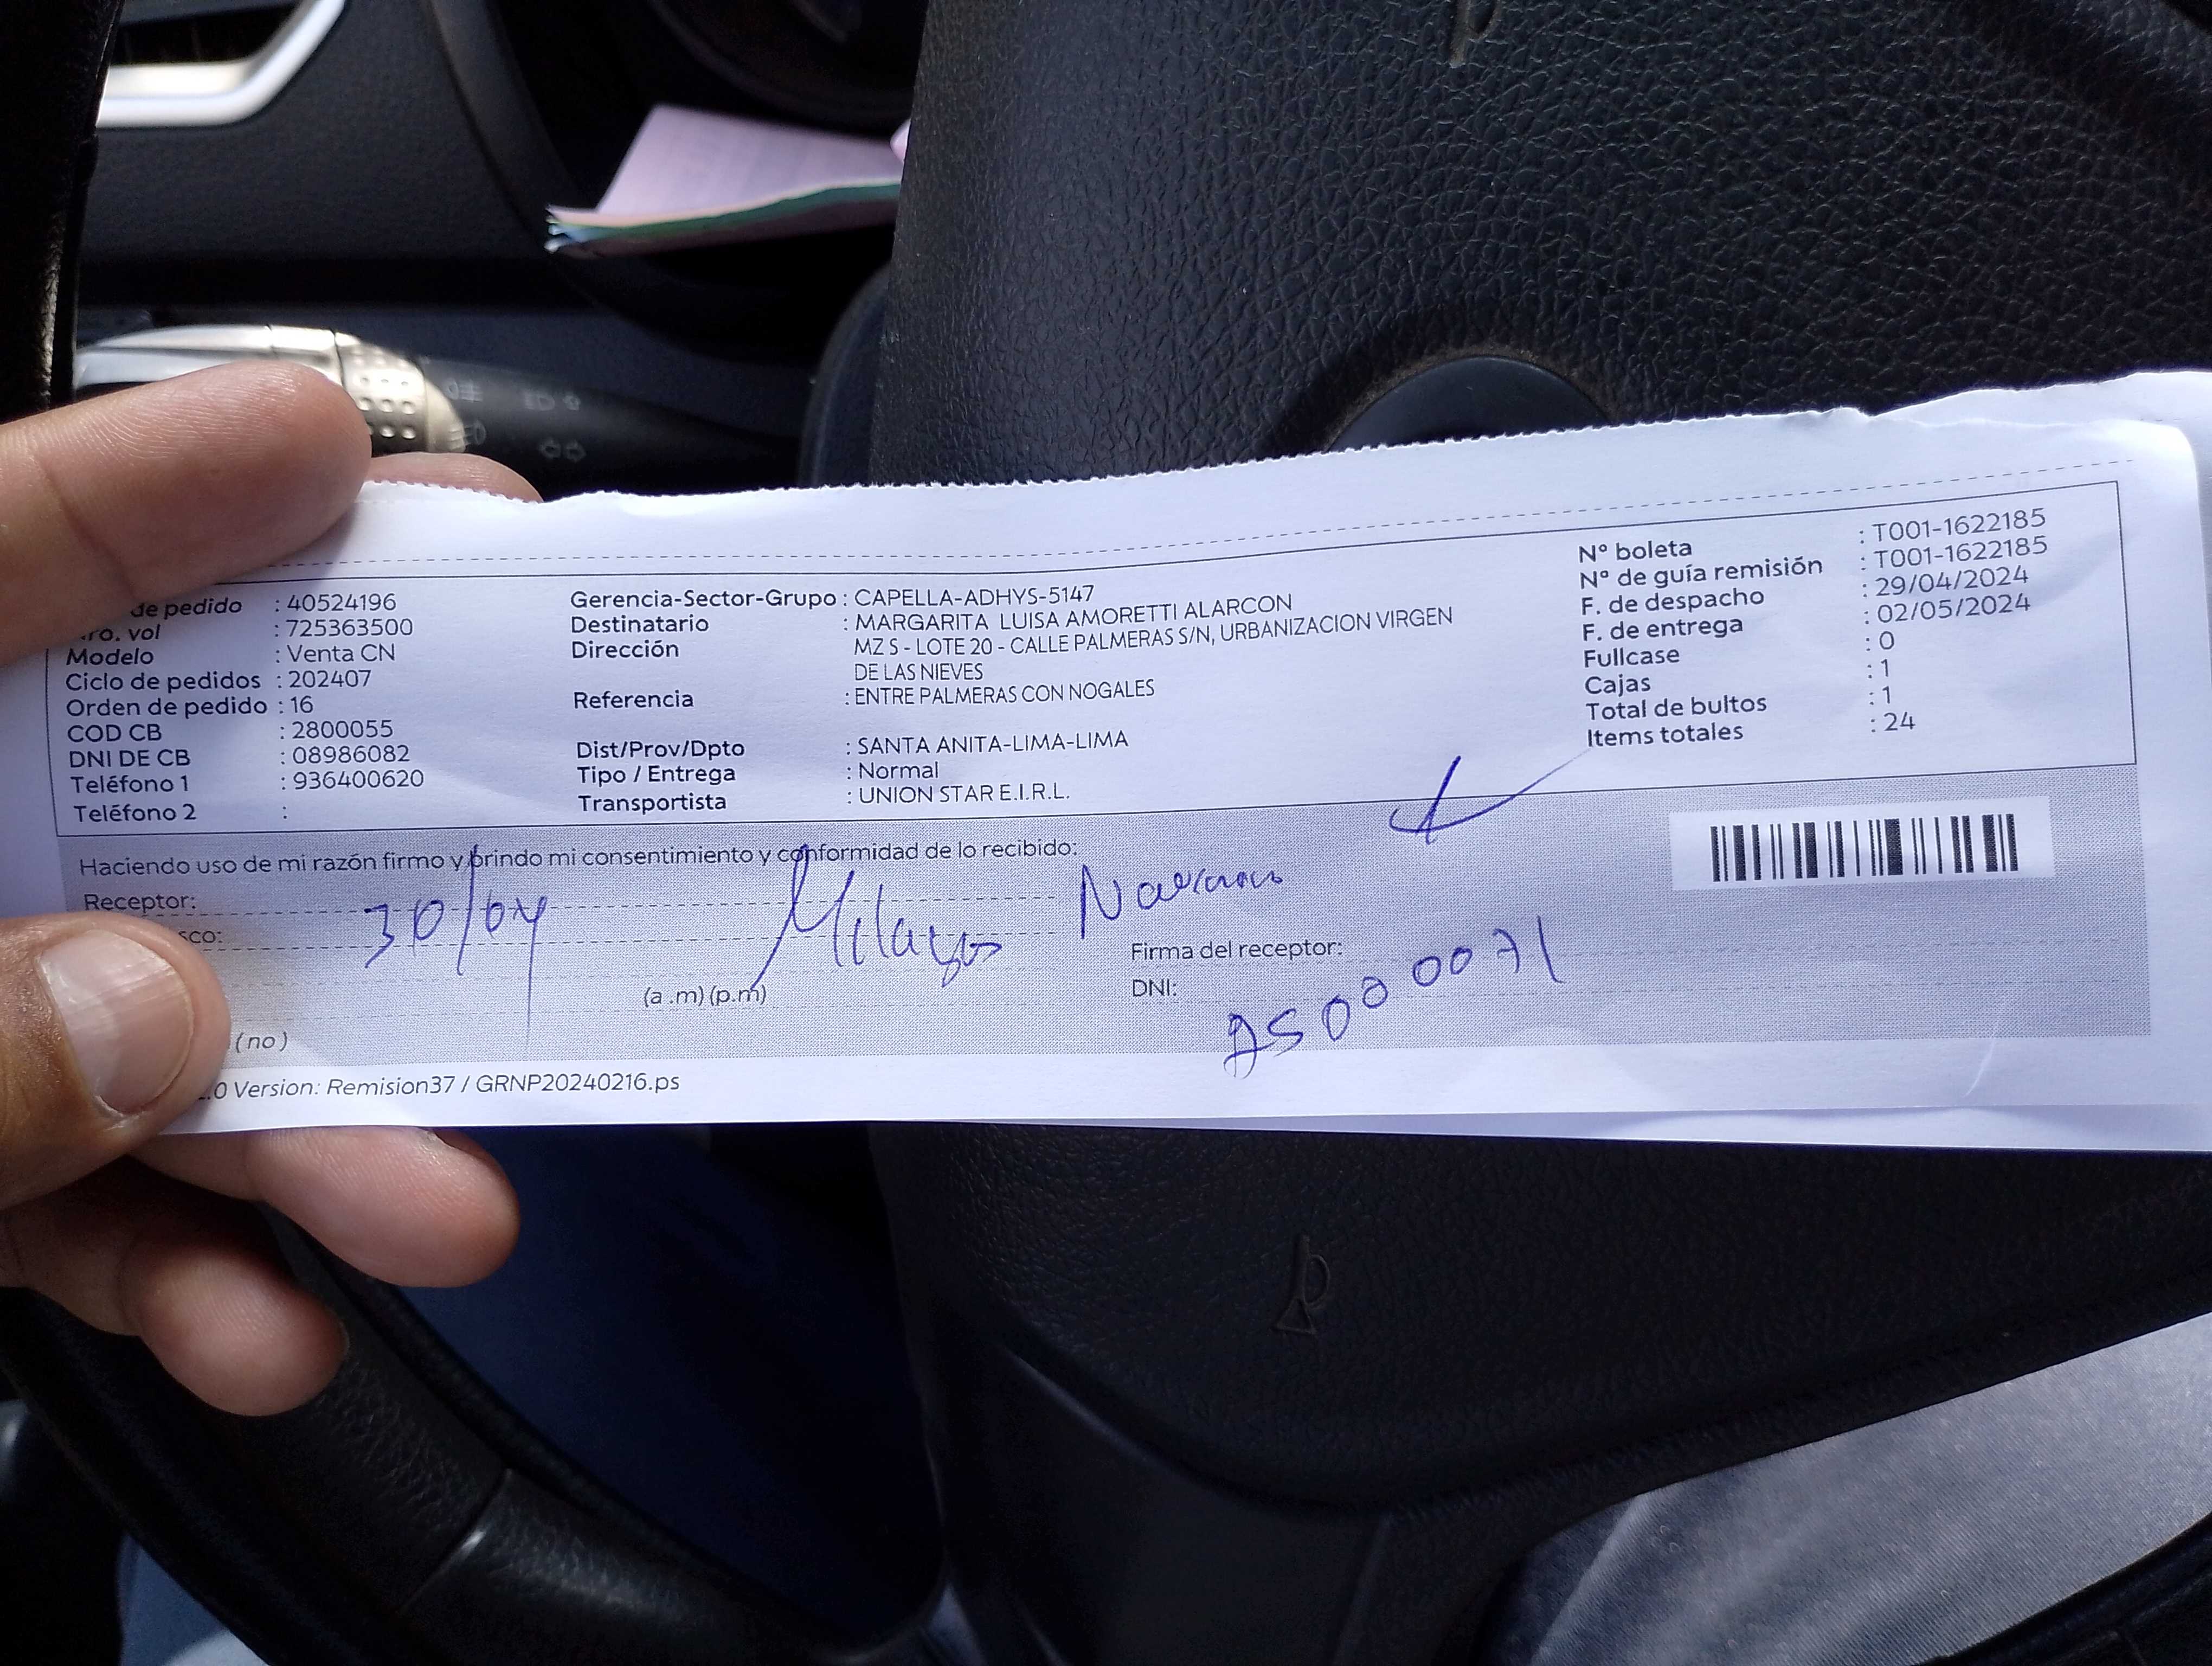 de pedido : 40524196
ro. vol : 725363500
Modelo : Venta CN
Ciclo de pedidos : 202407
Orden de pedido : 16
COD CB : 2800055
DNI DE CB : 08986082
Teléfono 1 : 936400620
Teléfono 2 :
Gerencia-Sector-Grupo : CAPELLA-ADHYS-5147
Destinatario : MARGARITA LUISA AMORETTI ALARCON
Dirección MZ S - LOTE 20 - CALLE PALMERAS S/N, URBANIZACION VIRGEN
DE LAS NIEVES
Referencia : ENTRE PALMERAS CON NOGALES
Dist/Prov/Dpto : SANTA ANITA-LIMA-LIMA
Tipo / Entrega : Normal
Transportista : UNION STAR E.I.R.L.
Nº boleta : T001-1622185
Nº de guía remisión : T001-1622185
F. de despacho : 29/04/2024
F. de entrega : 02/05/2024
Fullcase : 0
Cajas : 1
Total de bultos : 1
Items totales : 24
Haciendo uso de mi razón firmo y brindo mi consentimiento y conformidad de lo recibido:
Receptor:
sco:
30/04 Milagros
Firma del receptor:
(a .m) (p.m)
DNI:
(no)
.0 Version: Remision37 / GRNP20240216.ps